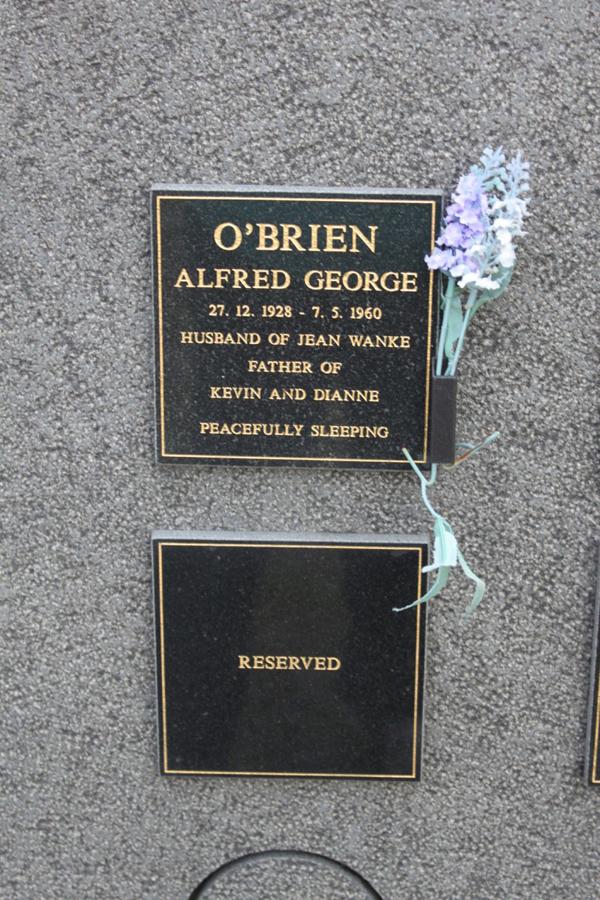 O'BRIEN
ALFRED GEORGE
27. 12. 1928 - 7. 5. 1960
HUSBAND OF JEAN WANKE
FATHER OF
KEVIN AND DIANNE
PEACEFULLY SLEEPING
RESERVED